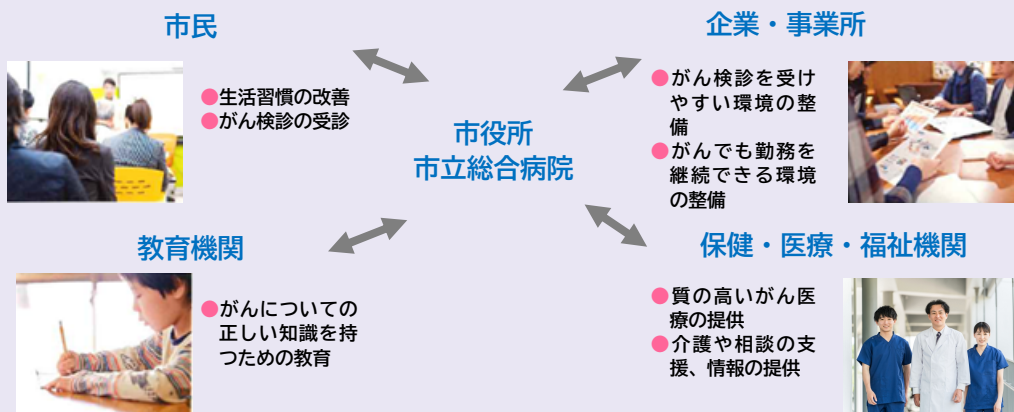 市民
●生活習慣の改善
●がん検診の受診
企業・事業所
●がん検診を受け
やすい環境の整
備
●がんでも勤務を
継続できる環境
の整備
市役所
市立総合病院
教育機関
●がんについての
正しい知識を持
つための教育
保健・医療・福祉機関
●質の高いがん医
療の提供
●介護や相談の支
援、情報の提供